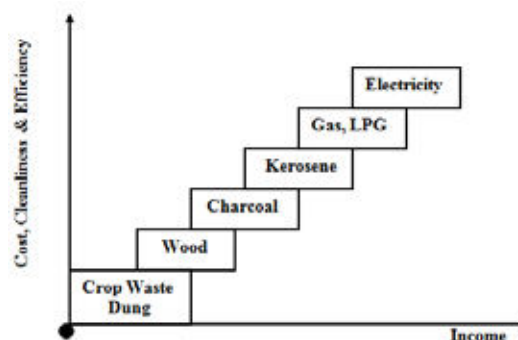 Cost, Cleanliness & Efficiency
Electricity
Gas, LPG
Kerosene
Charcoal
Wood
Crop Waste
Dung
Income